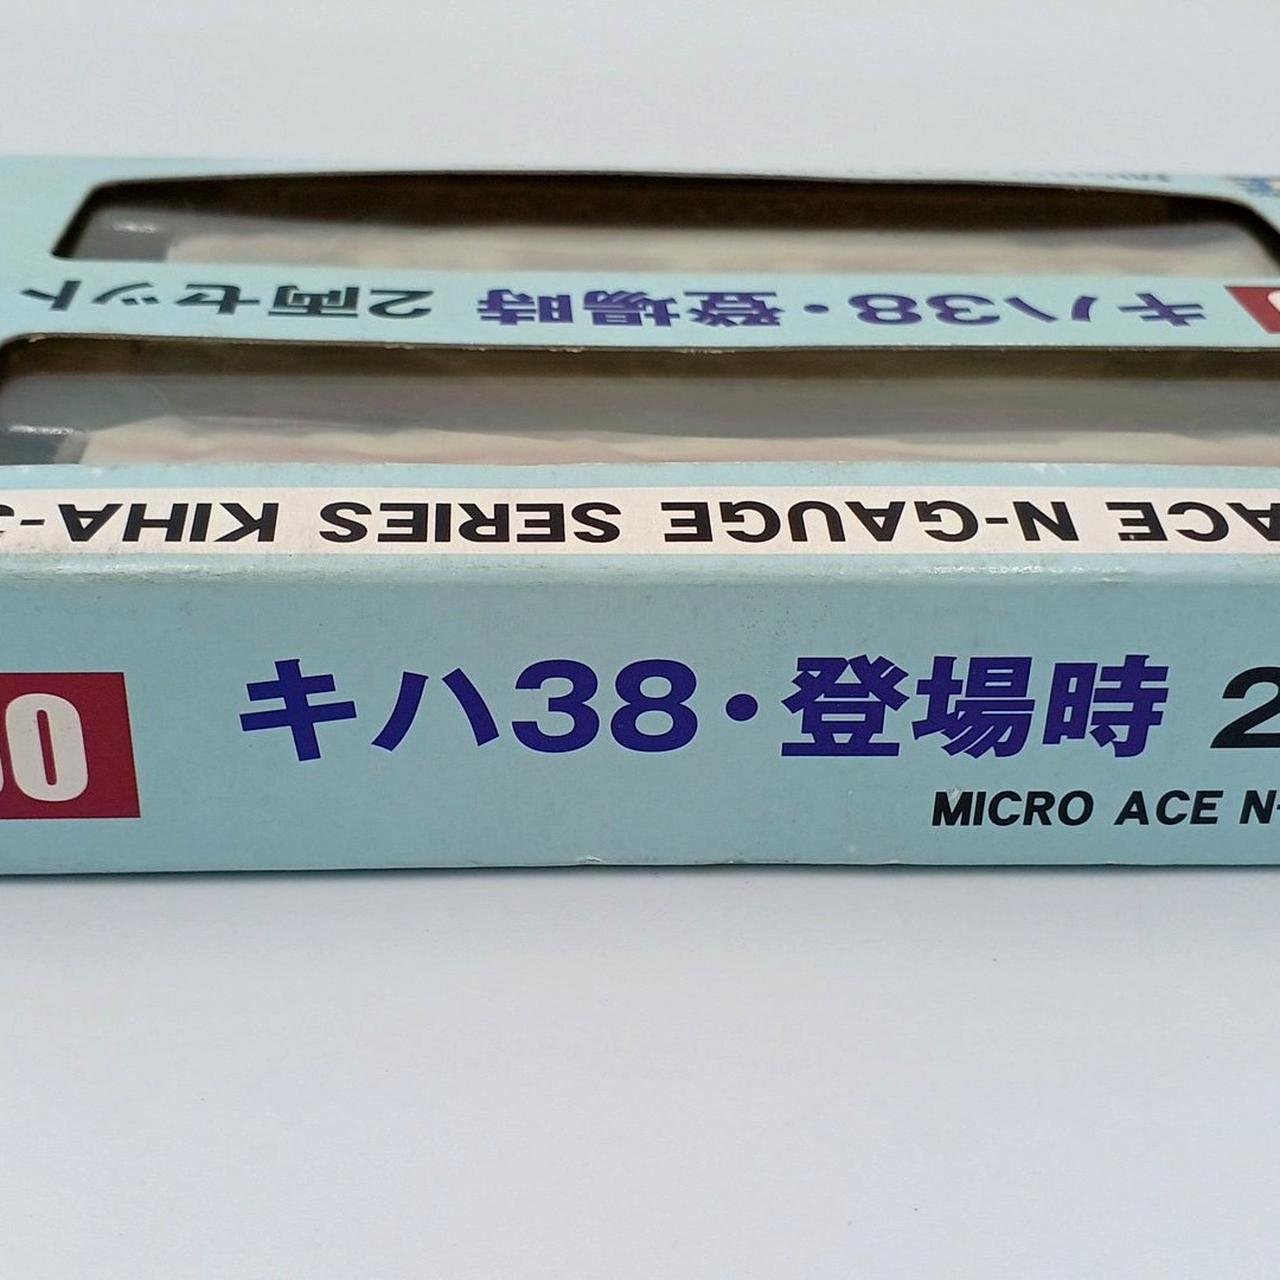 キハ38・登場時 2両セット
ACE N-GAUGE SERIES KIHA-
00 キハ38・登場時 2
MICRO ACE N-